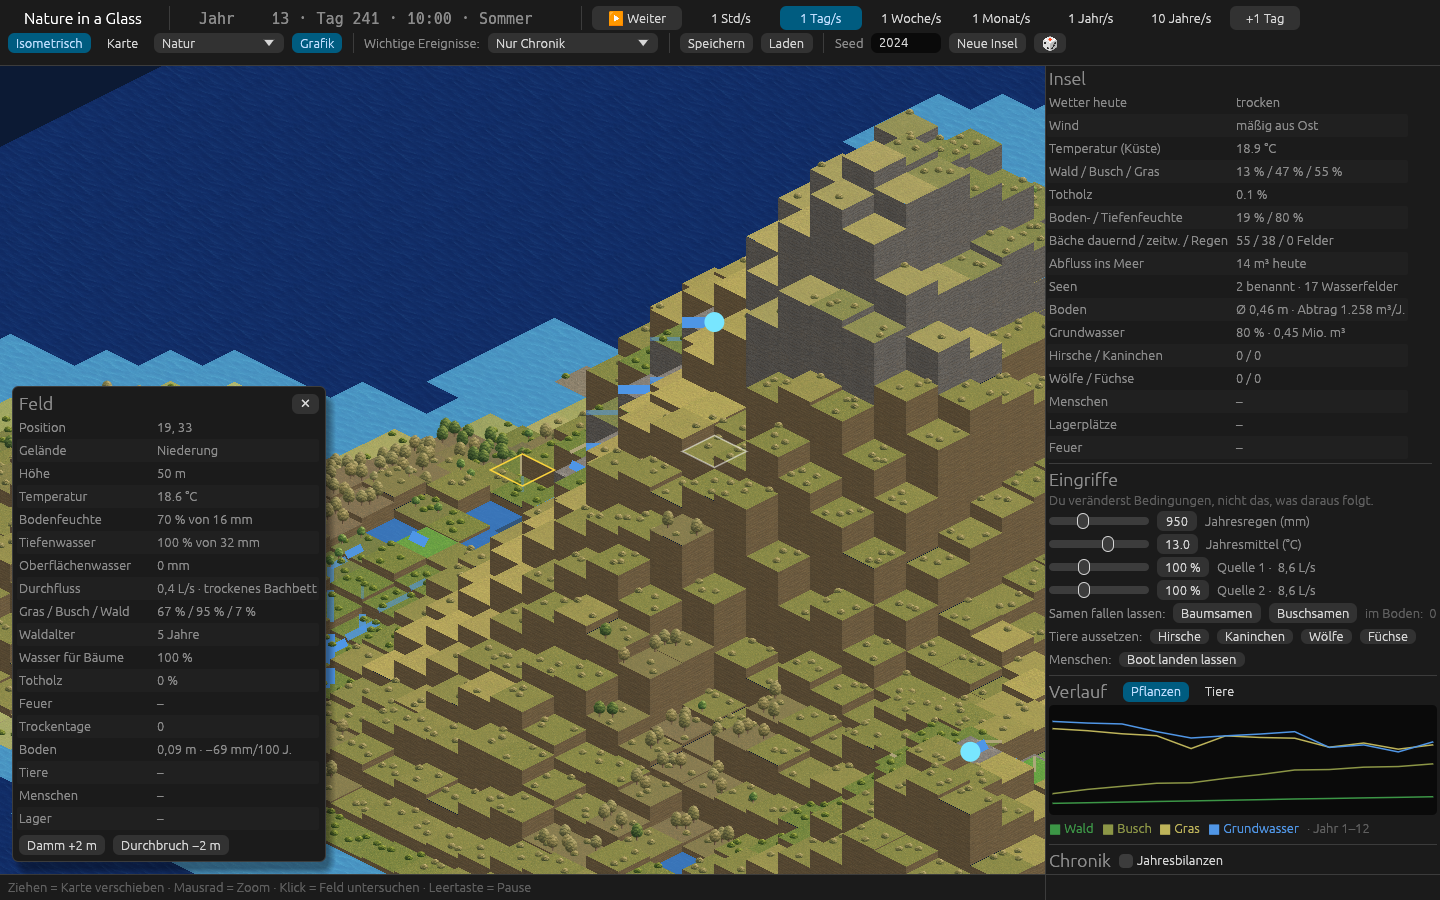 Nature in a Glass
Jahr 13 · Tag 241 · 10:00 · Sommer
Weiter
1 Std/s
1 Tag/s
1 Woche/s
1 Monat/s
1 Jahr/s
10 Jahre/s
+1 Tag
Isometrisch
Karte
Natur
Grafik
Wichtige Ereignisse:
Nur Chronik
Speichern
Laden
Seed
2024
Neue Insel
Feld
Position 19, 33
Gelände Niederung
Höhe 50 m
Temperatur 18.6 °C
Bodenfeuchte 70 % von 16 mm
Tiefenwasser 100 % von 32 mm
Oberflächenwasser 0 mm
Durchfluss 0,4 L/s · trockenes Bachbett
Gras / Busch / Wald 67 % / 95 % / 7 %
Waldalter 5 Jahre
Wasser für Bäume 100 %
Totholz 0 %
Feuer –
Trockentage 0
Boden 0,09 m · −69 mm/100 J.
Tiere –
Menschen –
Lager –
Damm +2 m
Durchbruch −2 m
Insel
Wetter heute trocken
Wind mäßig aus Ost
Temperatur (Küste) 18.9 °C
Wald / Busch / Gras 13 % / 47 % / 55 %
Totholz 0.1 %
Boden- / Tiefenfeuchte 19 % / 80 %
Bäche dauernd / zeitw. / Regen 55 / 38 / 0 Felder
Abfluss ins Meer 14 m³ heute
Seen 2 benannt · 17 Wasserfelder
Boden Ø 0,46 m · Abtrag 1.258 m³/J.
Grundwasser 80 % · 0,45 Mio. m³
Hirsche / Kaninchen 0 / 0
Wölfe / Füchse 0 / 0
Menschen –
Lagerplätze –
Feuer –
Eingriffe
Du veränderst Bedingungen, nicht das, was daraus folgt.
950 Jahresregen (mm)
13.0 Jahresmittel (°C)
100 % Quelle 1 · 8,6 L/s
100 % Quelle 2 · 8,6 L/s
Samen fallen lassen: Baumsamen Buschsamen im Boden: 0
Tiere aussetzen: Hirsche Kaninchen Wölfe Füchse
Menschen: Boot landen lassen
Verlauf Pflanzen Tiere
Wald Busch Gras Grundwasser · Jahr 1–12
Chronik Jahresbilanzen
Ziehen = Karte verschieben · Mausrad = Zoom · Klick = Feld untersuchen · Leertaste = Pause